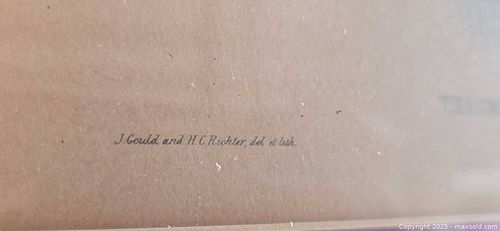 J. Gould and H. C. Richter, del et lith.
Copyright 2025 - maxsold.com